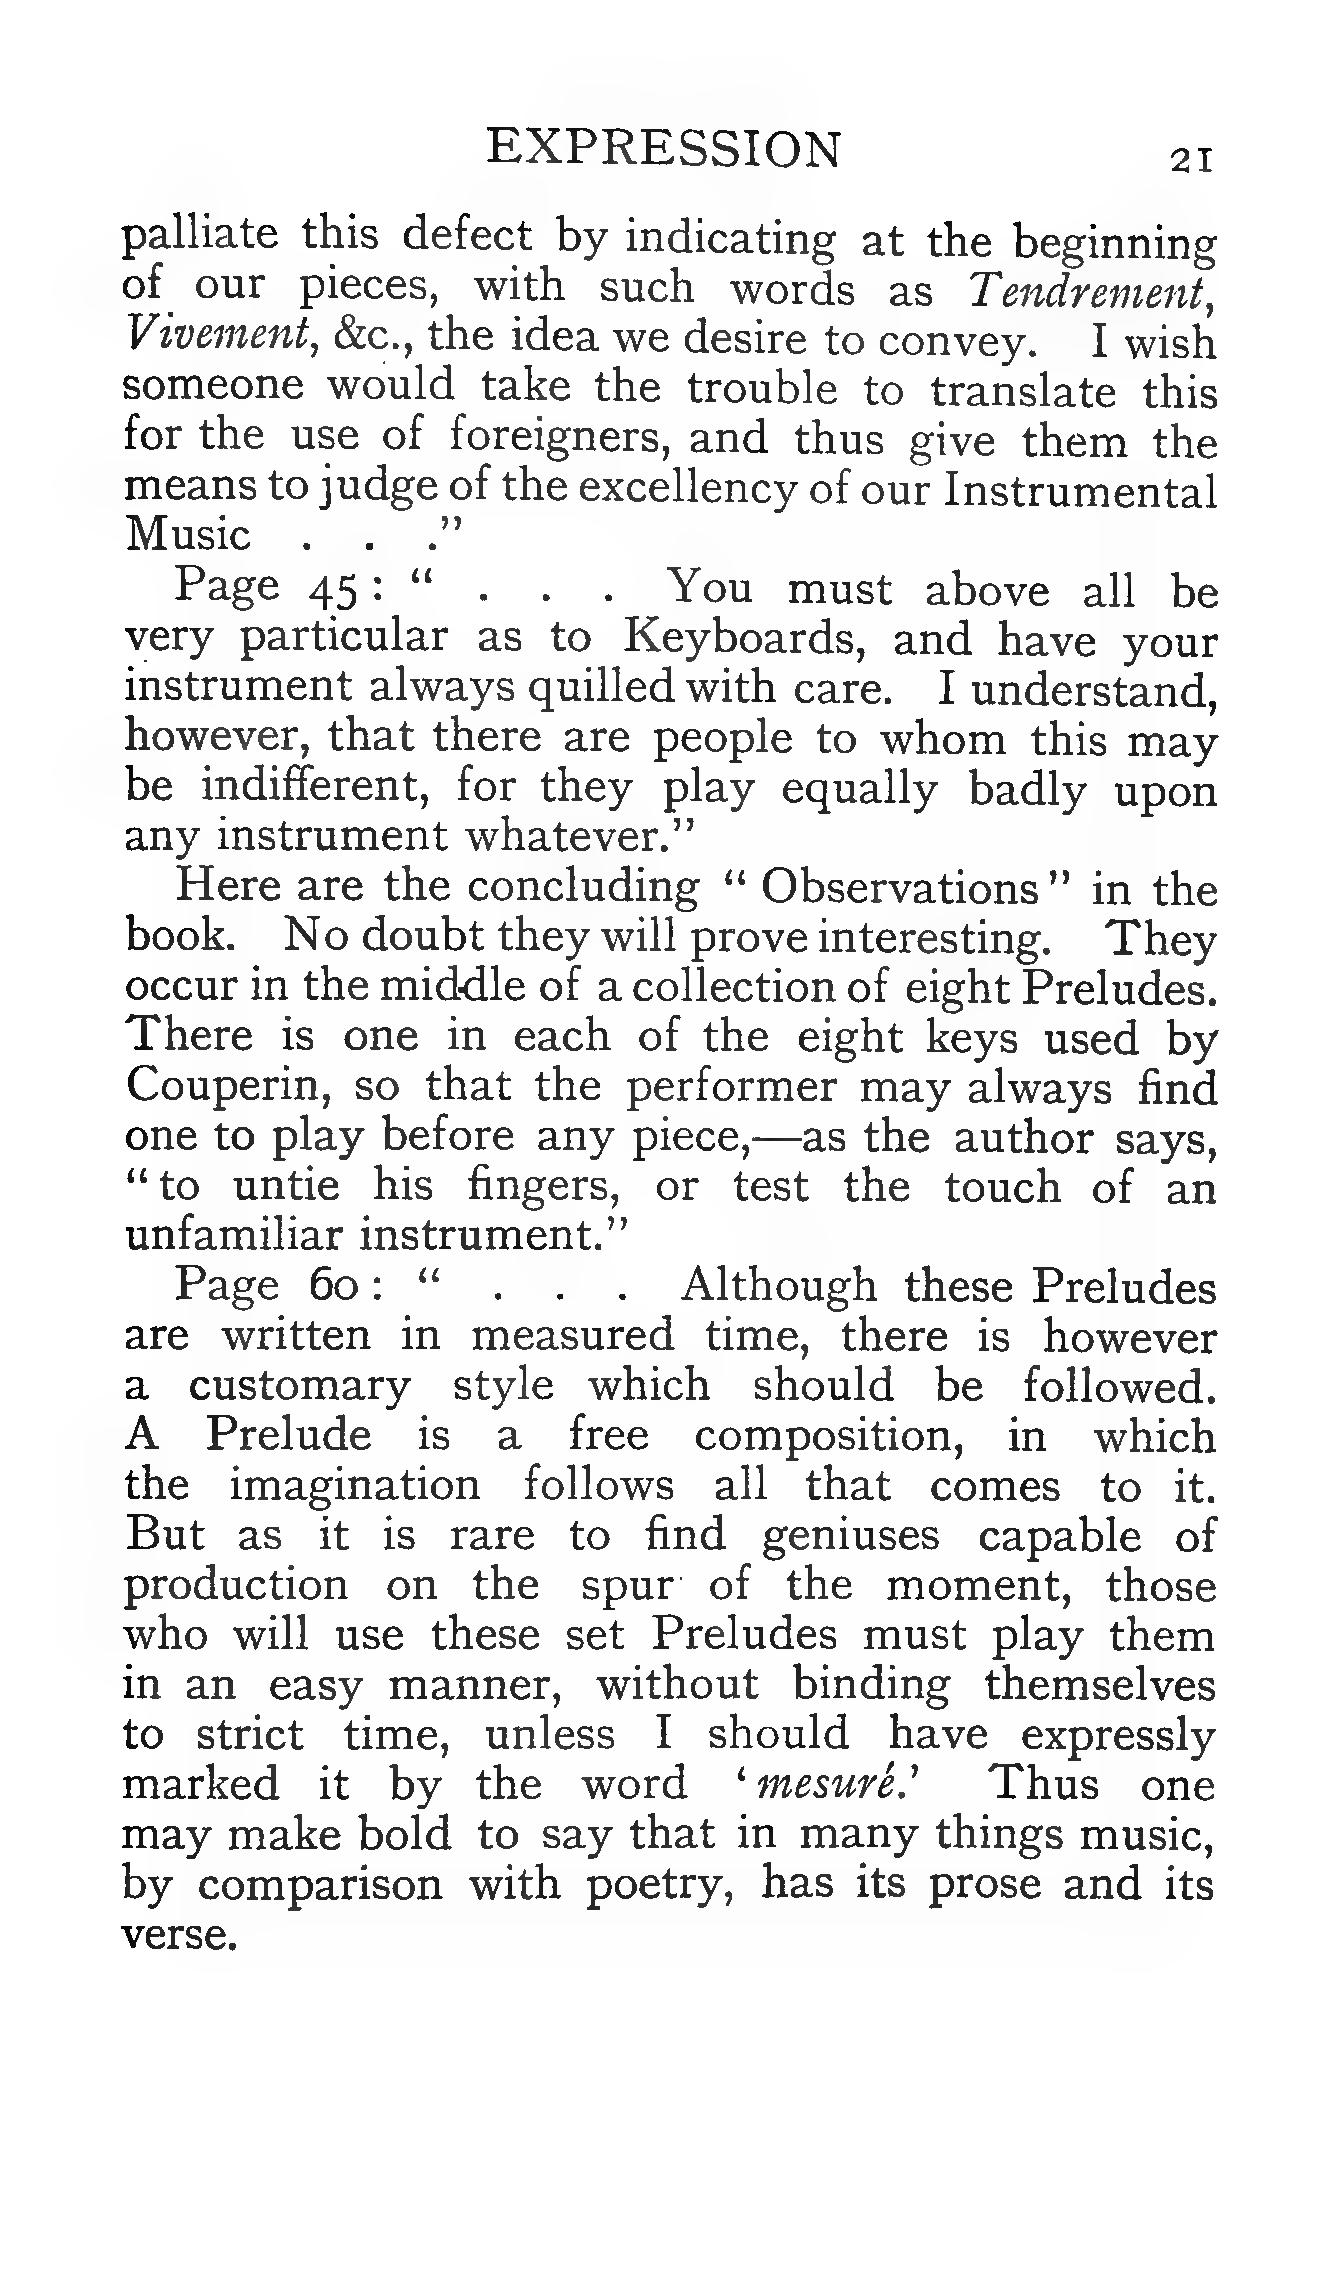 EXPRESSION 21
palliate this defect by indicating at the beginning
of our pieces, with such words as Tendrement,
Vivement, &c., the idea we desire to convey. I wish
someone would take the trouble to translate this
for the use of foreigners, and thus give them the
means to judge of the excellency of our Instrumental
Music . . ."
Page 45 : " . . . You must above all be
very particular as to Keyboards, and have your
instrument always quilled with care. I understand,
however, that there are people to whom this may
be indifferent, for they play equally badly upon
any instrument whatever."
Here are the concluding " Observations " in the
book. No doubt they will prove interesting. They
occur in the middle of a collection of eight Preludes.
There is one in each of the eight keys used by
Couperin, so that the performer may always find
one to play before any piece,—as the author says,
" to untie his fingers, or test the touch of an
unfamiliar instrument."
Page 60 : " . . . Although these Preludes
are written in measured time, there is however
a customary style which should be followed.
A Prelude is a free composition, in which
the imagination follows all that comes to it.
But as it is rare to find geniuses capable of
production on the spur of the moment, those
who will use these set Preludes must play them
in an easy manner, without binding themselves
to strict time, unless I should have expressly
marked it by the word ' mesuré.' Thus one
may make bold to say that in many things music,
by comparison with poetry, has its prose and its
verse.